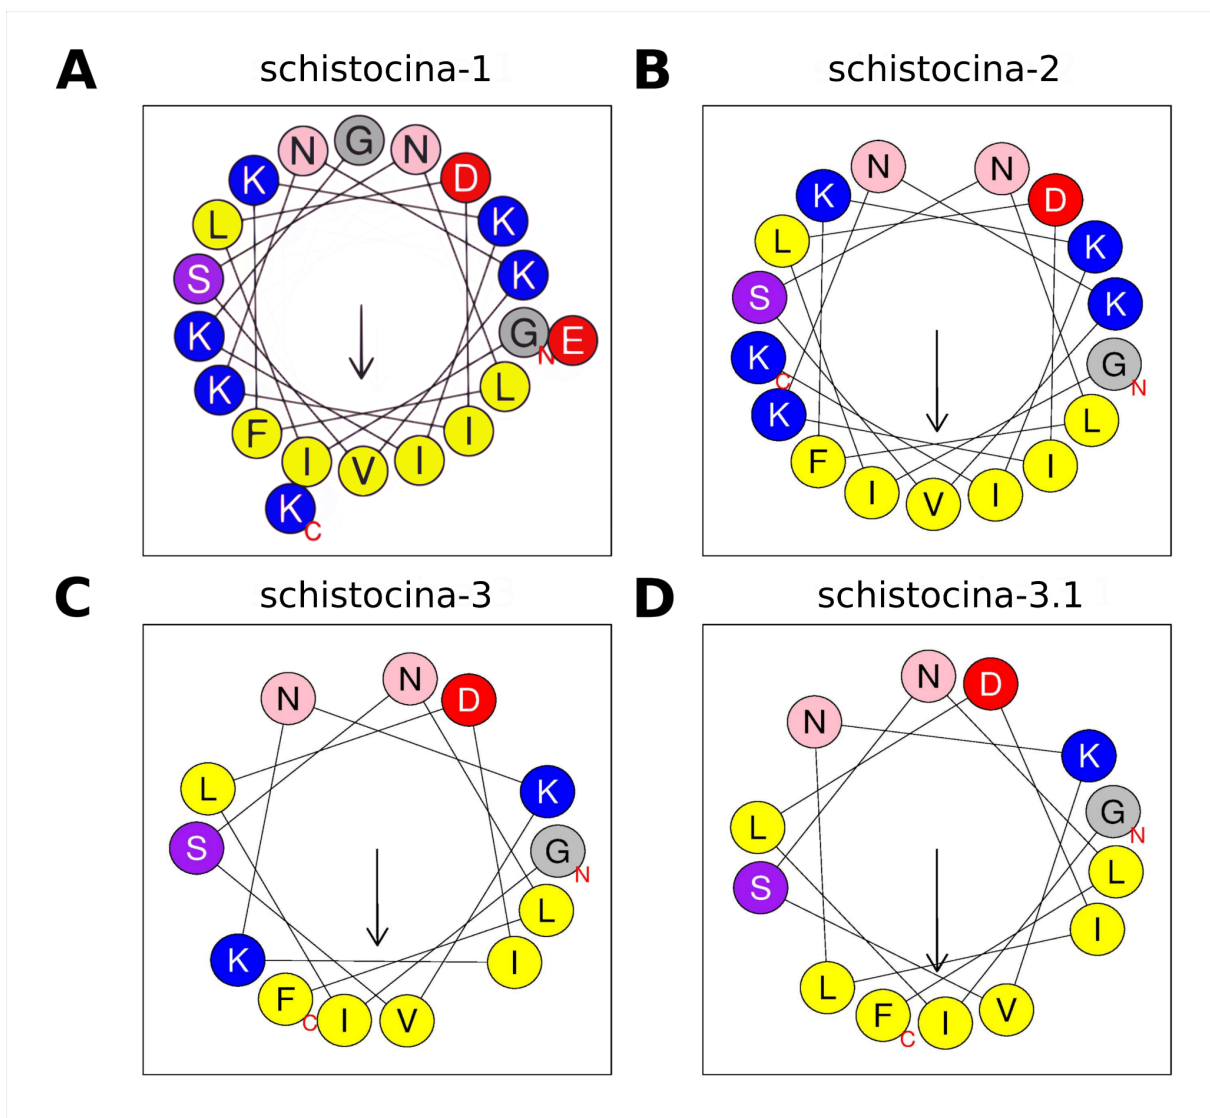 A schistocina-1
N G N
K D
L K
S K
K G N E
K L
F I
I V I
K C
B schistocina-2
N N
K D
L K
S K
K C G N
K L
F I
I V I
C schistocina-3
N N D
L K
S G N
L
K I
F C I V
D schistocina-3.1
N N D
K
L G N
S L
I
L F C I V